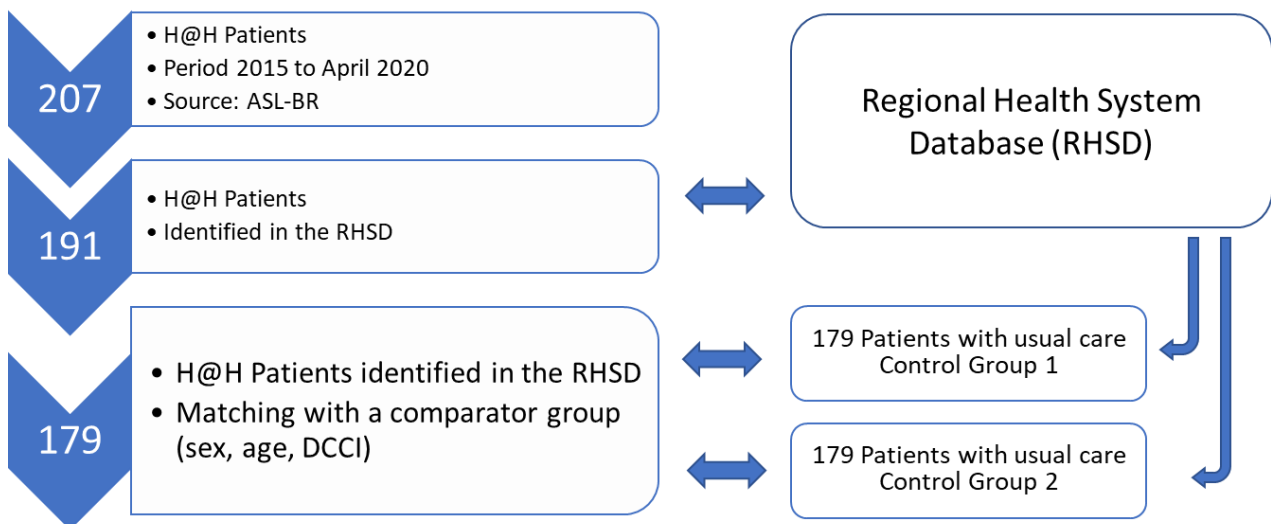 207
• H@H Patients
• Period 2015 to April 2020
• Source: ASL-BR
Regional Health System
Database (RHSD)
191
• H@H Patients
• Identified in the RHSD
179
• H@H Patients identified in the RHSD
• Matching with a comparator group
(sex, age, DCCI)
179 Patients with usual care
Control Group 1
179 Patients with usual care
Control Group 2